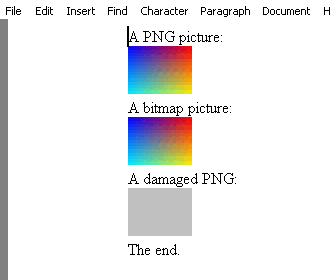 File Edit Insert Find Character Paragraph Document H
A PNG picture:
A bitmap picture:
A damaged PNG:
The end.